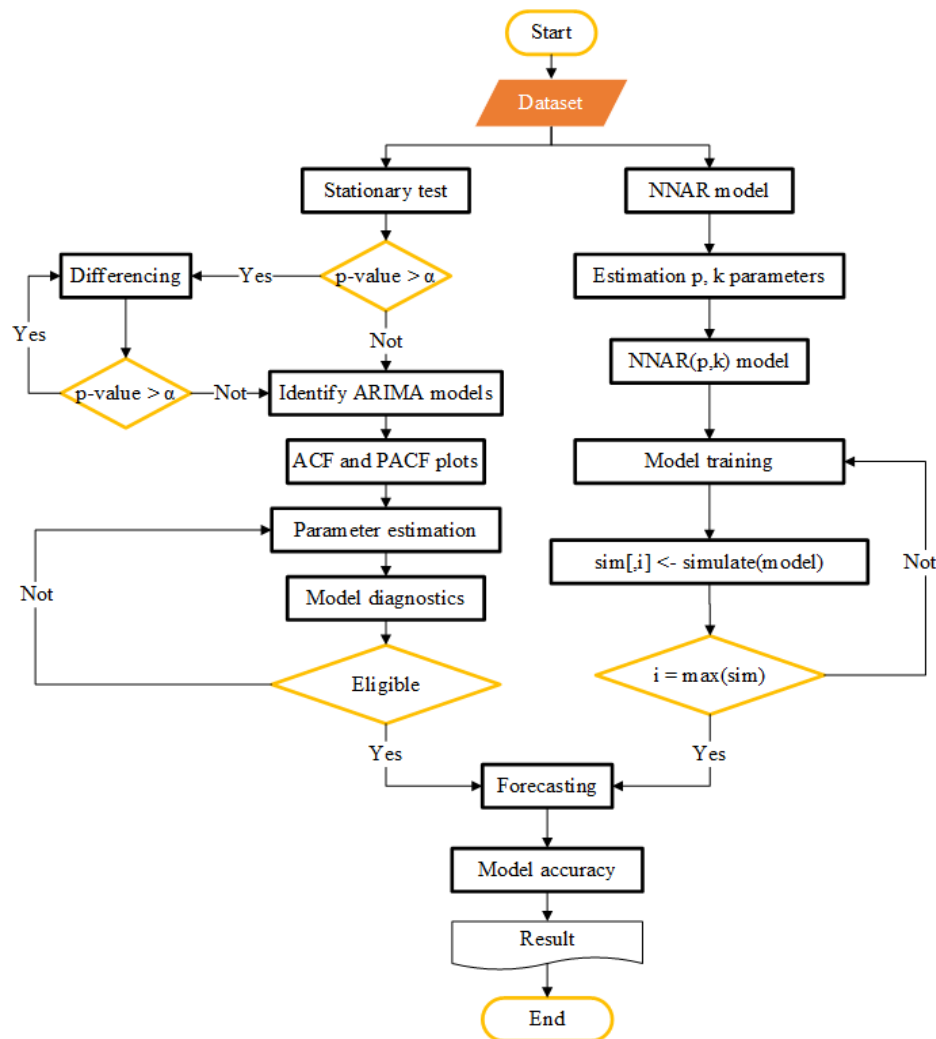 Start
Dataset
Stationary test
NNAR model
p-value > α
Yes
Differencing
Estimation p, k parameters
Not
Yes
NNAR(p,k) model
p-value > α
Not
Identify ARIMA models
ACF and PACF plots
Model training
Parameter estimation
sim[,i] <- simulate(model)
Not
Not
Model diagnostics
Eligible
i = max(sim)
Yes
Yes
Forecasting
Model accuracy
Result
End